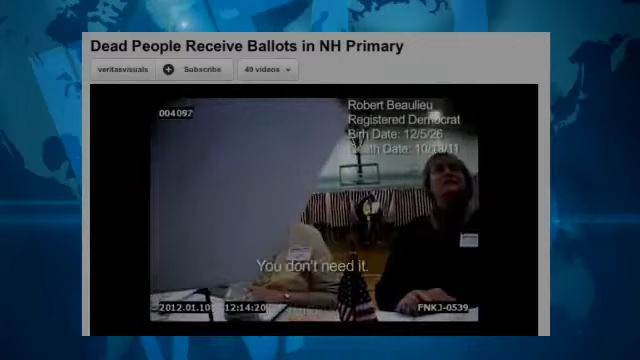 Dead People Receive Ballots in NH Primary
veritasvisuals
Subscribe
49 videos
004097
Robert Beaulieu
Registered Democrat
Birth Date: 12/5/26
Death Date: 10/13/11
You don't need it.
2012.01.10
12:14:20
FNKJ-0539